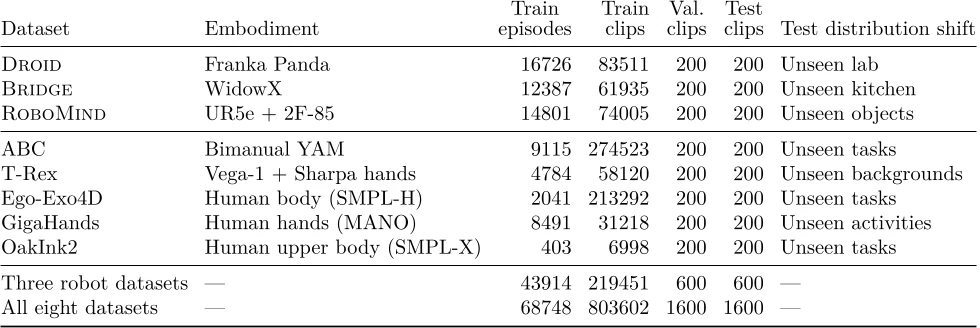 Dataset Embodiment Train episodes Train clips Val. clips Test clips Test distribution shift
DROID Franka Panda 16726 83511 200 200 Unseen lab
BRIDGE WidowX 12387 61935 200 200 Unseen kitchen
ROBOMIND UR5e + 2F-85 14801 74005 200 200 Unseen objects
ABC Bimanual YAM 9115 274523 200 200 Unseen tasks
T-Rex Vega-1 + Sharpa hands 4784 58120 200 200 Unseen backgrounds
Ego-Exo4D Human body (SMPL-H) 2041 213292 200 200 Unseen tasks
GigaHands Human hands (MANO) 8491 31218 200 200 Unseen activities
OakInk2 Human upper body (SMPL-X) 403 6998 200 200 Unseen tasks
Three robot datasets — 43914 219451 600 600 —
All eight datasets — 68748 803602 1600 1600 —